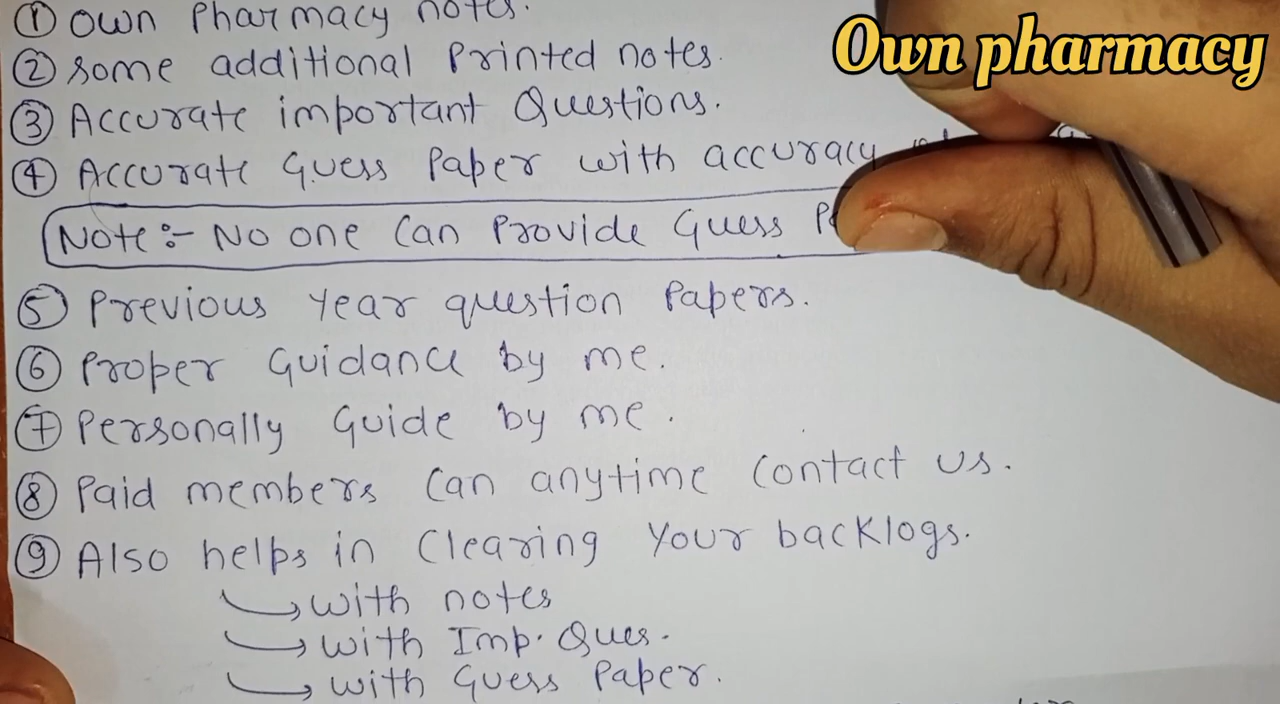 Own pharmacy
① Own Pharmacy notes.
② Some additional Printed notes.
③ Accurate important Questions.
④ Accurate Guess Paper with accuracy
Note :- No one Can Provide Guess
⑤ Previous Year question Papers.
⑥ Proper Guidance by me.
⑦ Personally Guide by me.
⑧ Paid members Can anytime Contact us.
⑨ Also helps in Clearing Your backlogs.
↳ with notes
↳ with Imp. Ques.
↳ with Guess Paper.